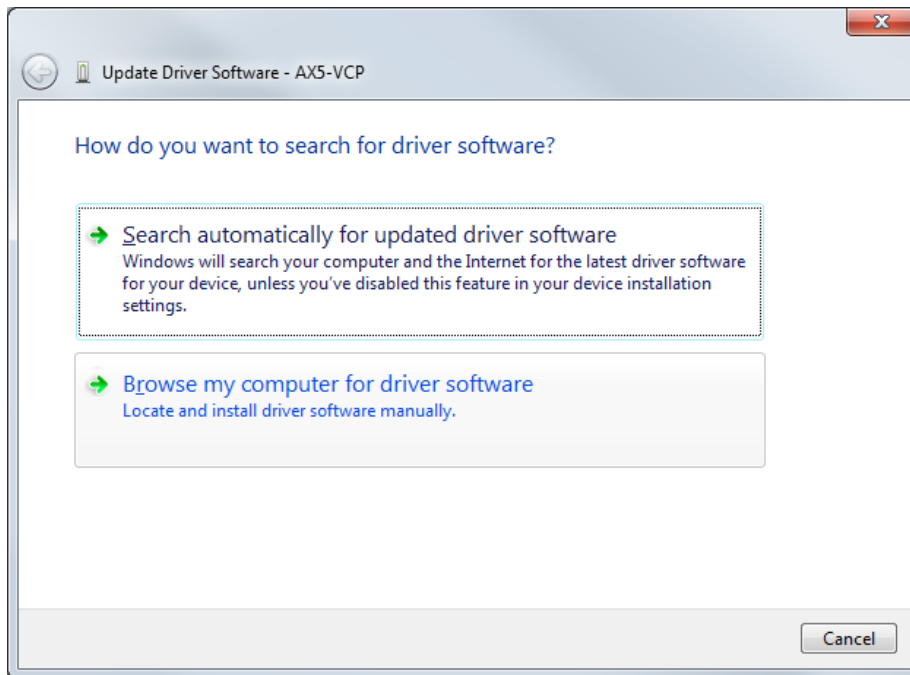 Update Driver Software - AX5-VCP
How do you want to search for driver software?
Search automatically for updated driver software
Windows will search your computer and the Internet for the latest driver software
for your device, unless you've disabled this feature in your device installation
settings.
Browse my computer for driver software
Locate and install driver software manually.
Cancel